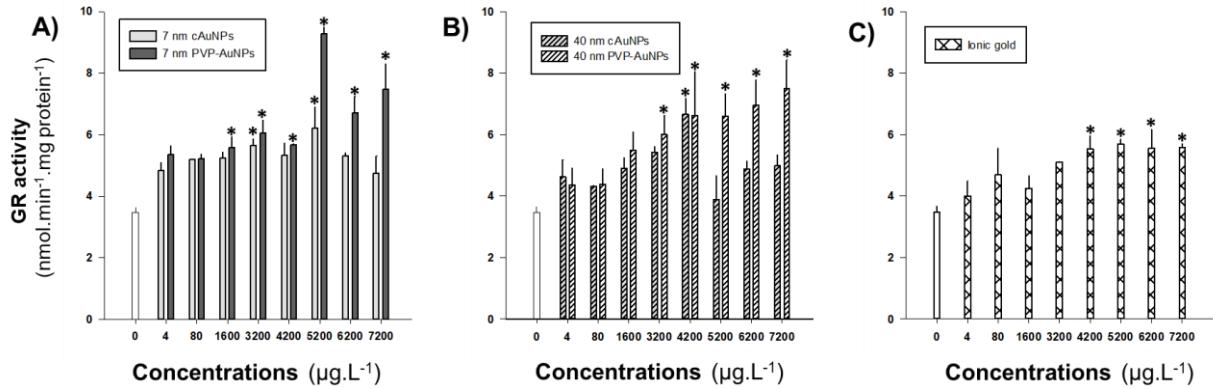 A)
7 nm cAuNPs
7 nm PVP-AuNPs
GR activity
(nmol.min⁻¹.mg protein⁻¹)
10
8
6
4
2
0
* * * * * * * *
0 4 80 1600 3200 4200 5200 6200 7200
Concentrations (µg.L⁻¹)
B)
40 nm cAuNPs
40 nm PVP-AuNPs
10
8
6
4
2
0
* * * * * *
0 4 80 1600 3200 4200 5200 6200 7200
Concentrations (µg.L⁻¹)
C)
Ionic gold
10
8
6
4
2
0
* * * *
0 4 80 1600 3200 4200 5200 6200 7200
Concentrations (µg.L⁻¹)